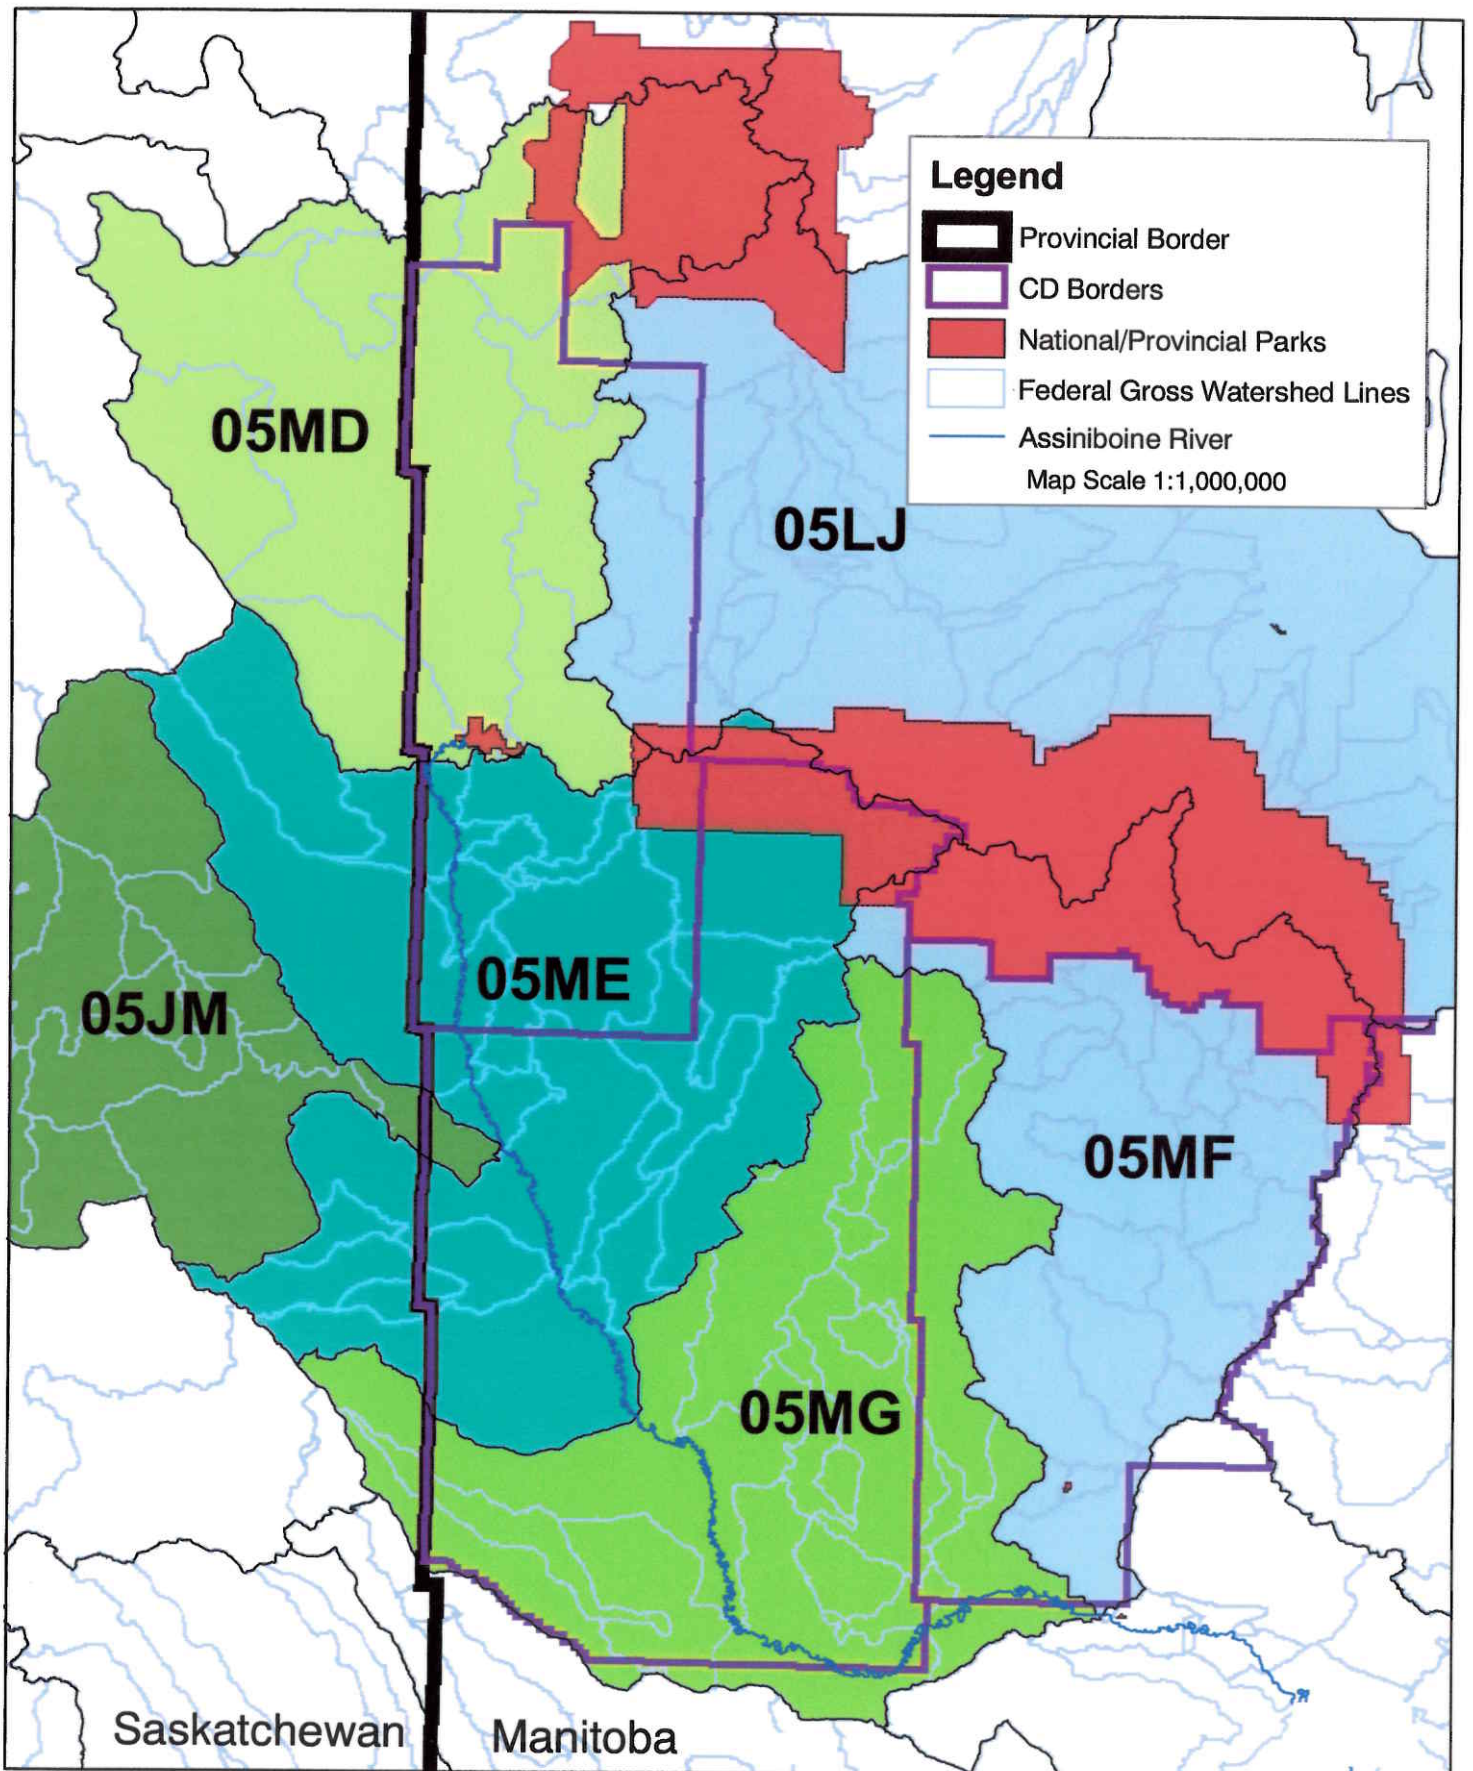 Legend
Provincial Border
CD Borders
National/Provincial Parks
Federal Gross Watershed Lines
Assiniboine River
Map Scale 1:1,000,000
05MD
05LJ
05ME
05JM
05MF
05MG
Saskatchewan
Manitoba